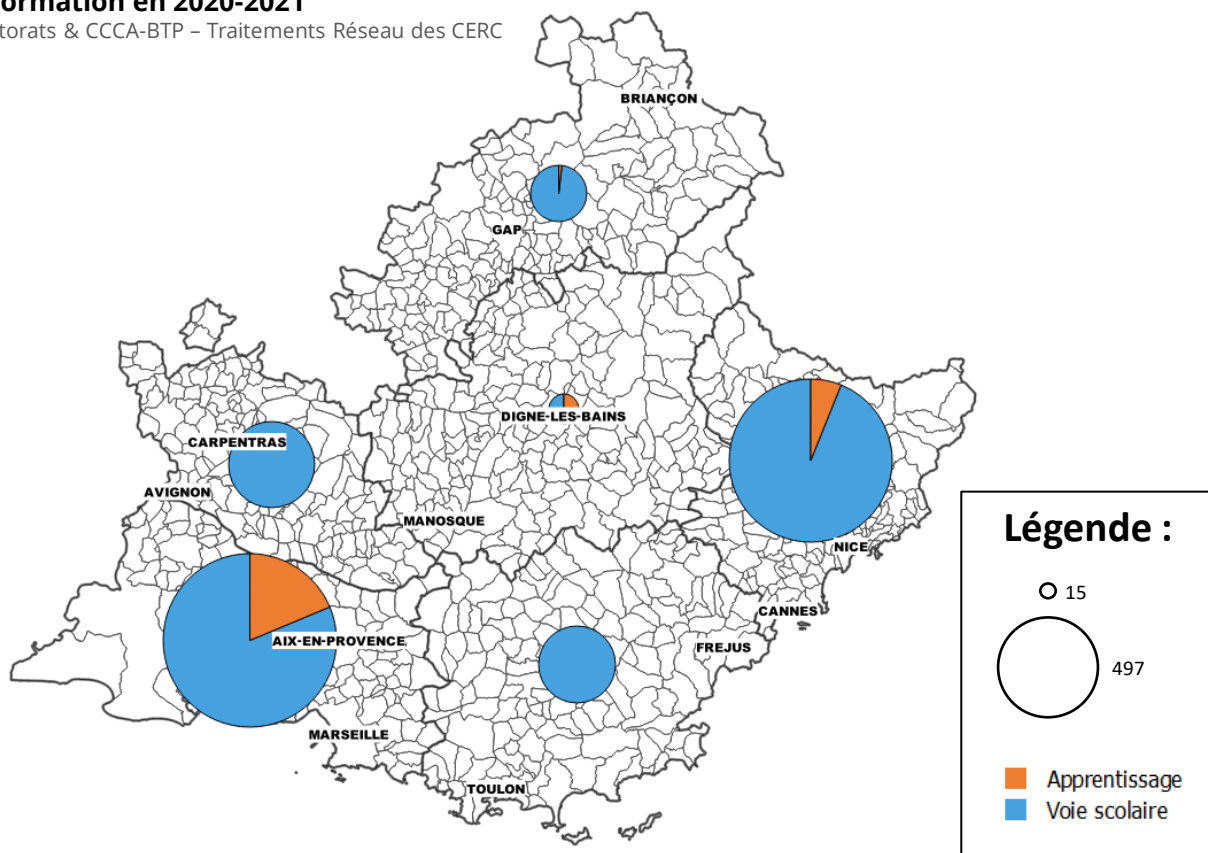 ormation en 2020-2021
torats & CCCA-BTP – Traitements Réseau des CERC
BRIANÇON
GAP
DIGNE-LES-BAINS
CARPENTRAS
AVIGNON
MANOSQUE
NICE
CANNES
AIX-EN-PROVENCE
FREJUS
MARSEILLE
TOULON
Légende :
15
497
Apprentissage
Voie scolaire